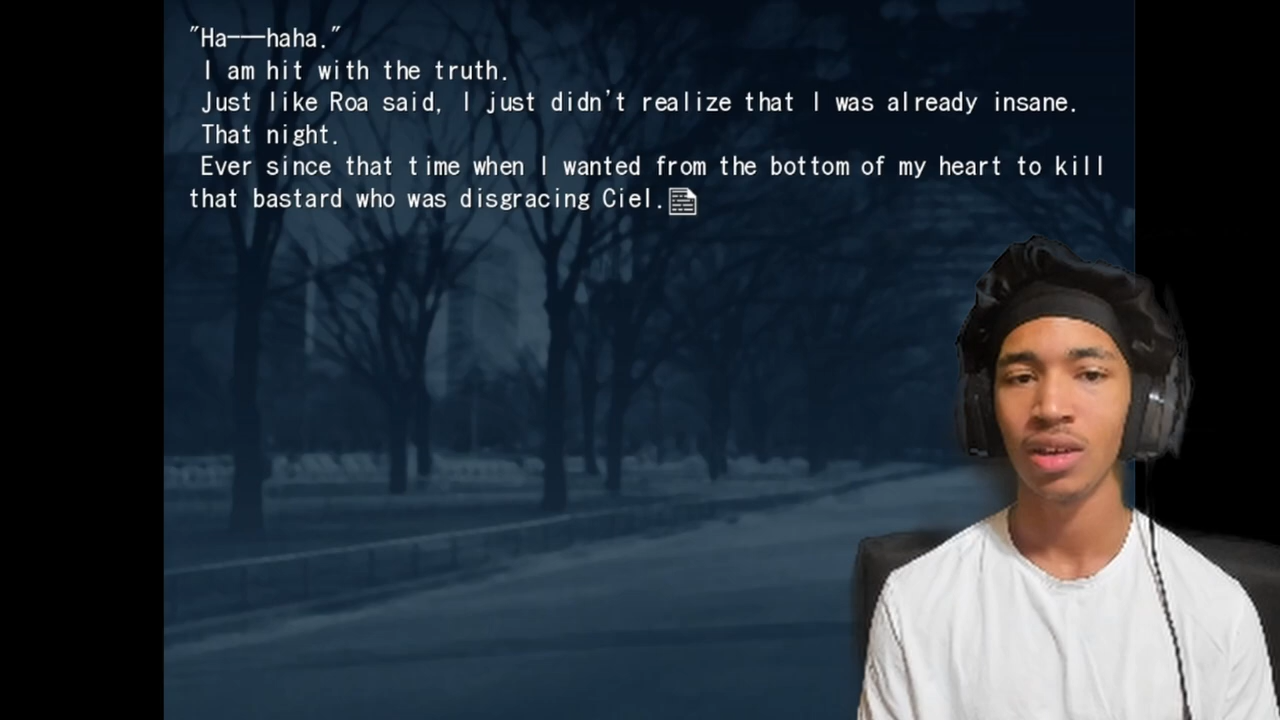 "Ha――haha."
I am hit with the truth.
Just like Roa said, I just didn't realize that I was already insane.
That night.
Ever since that time when I wanted from the bottom of my heart to kill
that bastard who was disgracing Ciel.